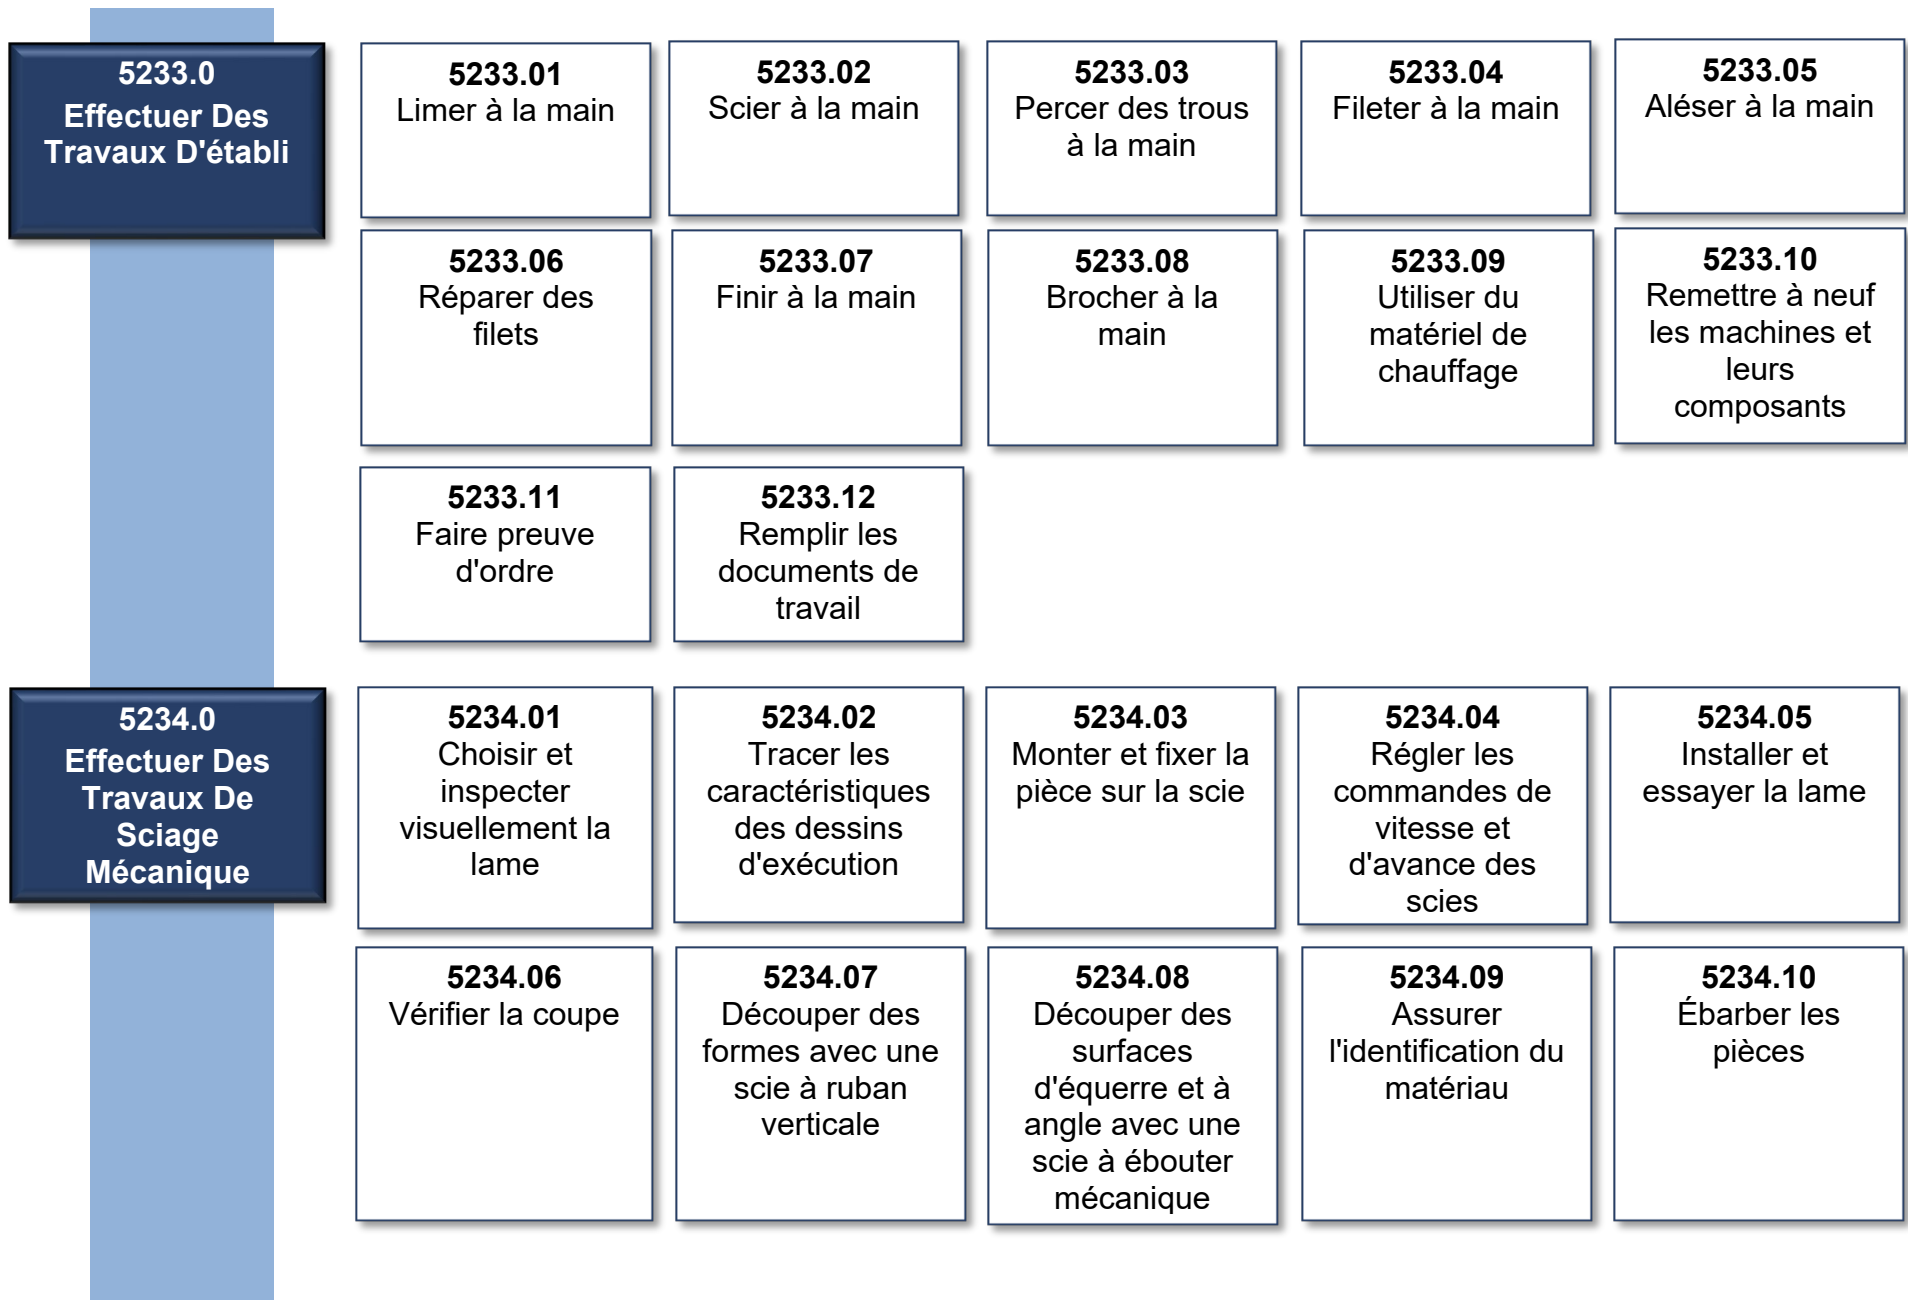 5233.0
Effectuer Des
Travaux D'établi
5233.01
Limer à la main
5233.02
Scier à la main
5233.03
Percer des trous
à la main
5233.04
Fileter à la main
5233.05
Aléser à la main
5233.06
Réparer des
filets
5233.07
Finir à la main
5233.08
Brocher à la
main
5233.09
Utiliser du
matériel de
chauffage
5233.10
Remettre à neuf
les machines et
leurs
composants
5233.11
Faire preuve
d'ordre
5233.12
Remplir les
documents de
travail
5234.0
Effectuer Des
Travaux De
Sciage
Mécanique
5234.01
Choisir et
inspecter
visuellement la
lame
5234.02
Tracer les
caractéristiques
des dessins
d'exécution
5234.03
Monter et fixer la
pièce sur la scie
5234.04
Régler les
commandes de
vitesse et
d'avance des
scies
5234.05
Installer et
essayer la lame
5234.06
Vérifier la coupe
5234.07
Découper des
formes avec une
scie à ruban
verticale
5234.08
Découper des
surfaces
d'équerre et à
angle avec une
scie à ébouter
mécanique
5234.09
Assurer
l'identification du
matériau
5234.10
Ébarber les
pièces